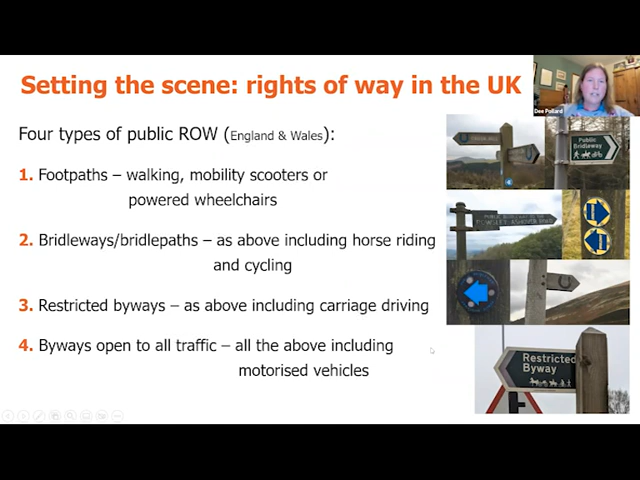 Setting the scene: rights of way in the UK
Dee Pollard
Four types of public ROW (England & Wales):
1. Footpaths – walking, mobility scooters or
powered wheelchairs
2. Bridleways/bridlepaths – as above including horse riding
and cycling
3. Restricted byways – as above including carriage driving
4. Byways open to all traffic – all the above including
motorised vehicles
Public
Bridleway
Restricted
Byway